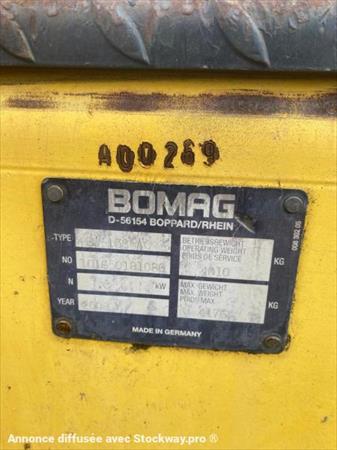 A00269
BOMAG
D-56154 BOPPARD/RHEIN
TYPE
NO
N kW
YEAR
BETRIEBSGEWICHT
OPERATING WEIGHT
POIDS DE SERVICE
KG
MAX. GEWICHT
MAX. WEIGHT
POIDS MAX.
KG
MADE IN GERMANY
Annonce diffusée avec Stockway.pro ®